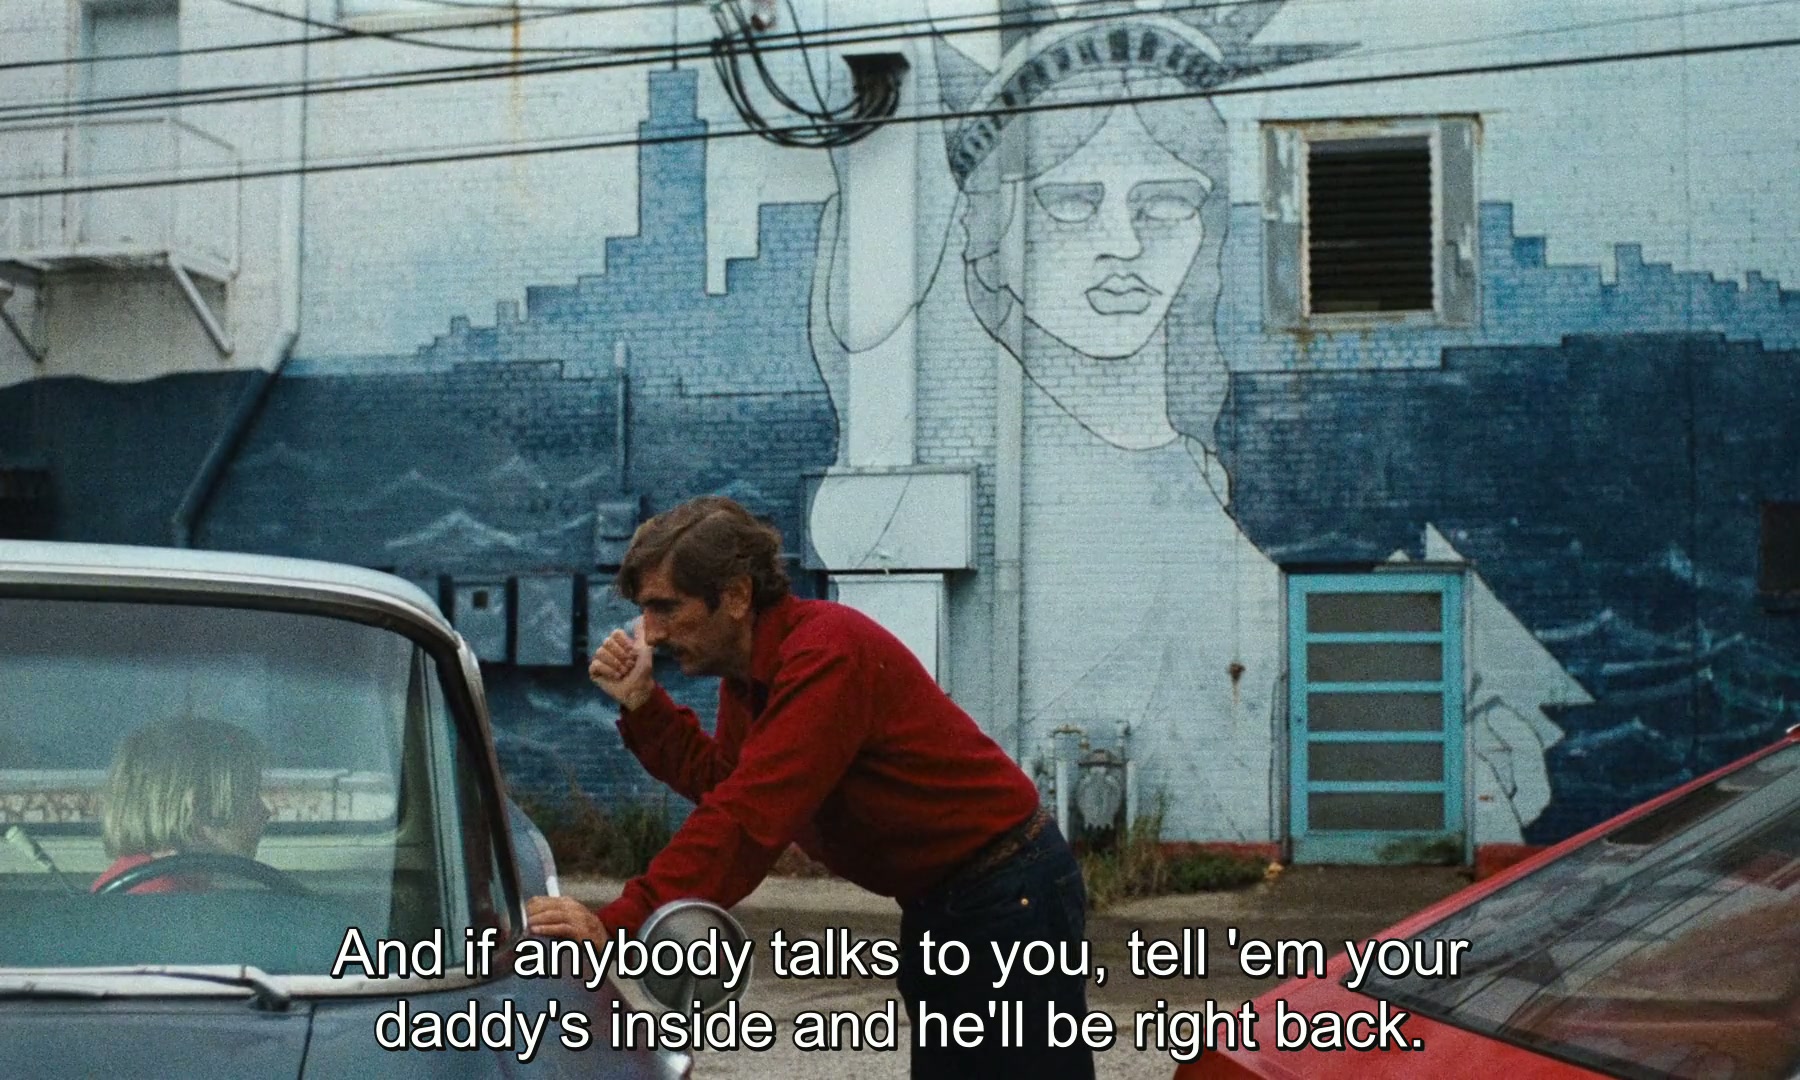 And if anybody talks to you, tell 'em your
daddy's inside and he'll be right back.